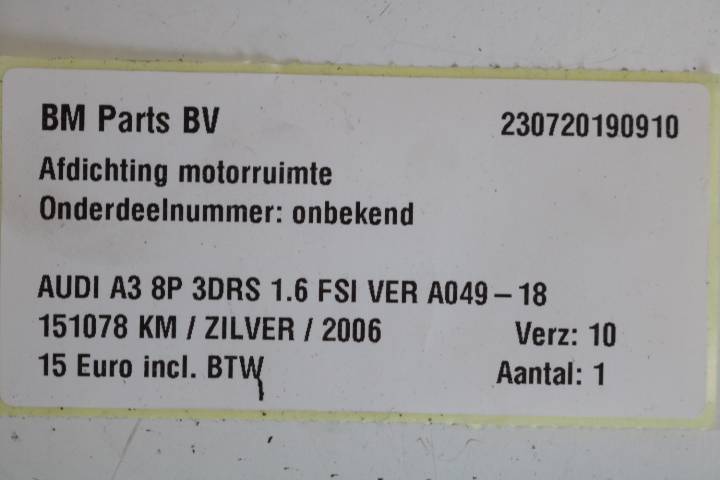 BM Parts BV 230720190910
Afdichting motorruimte
Onderdeelnummer: onbekend
AUDI A3 8P 3DRS 1.6 FSI VER A049-18
151078 KM / ZILVER / 2006 Verz: 10
15 Euro incl. BTW Aantal: 1